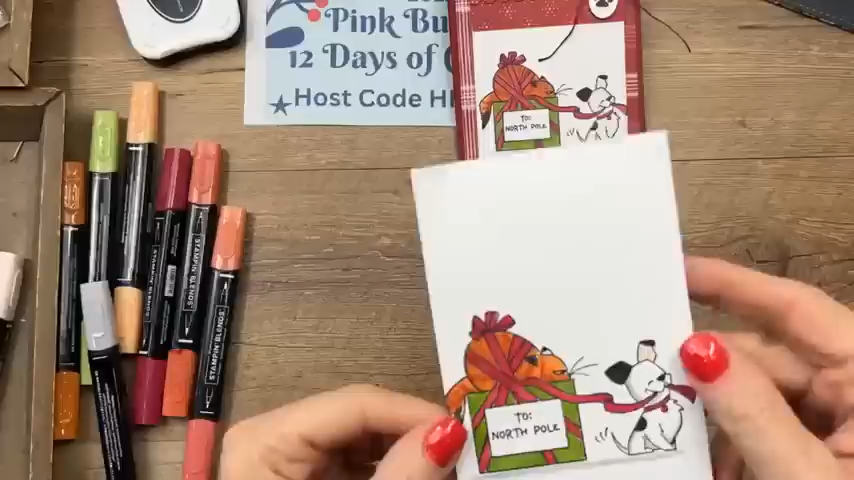 Pink Bu
12 Days of
Host Code
TO:
NORTH POLE
STAMPIN' BLENDS
STAMPIN' BLENDS
STAMPIN' BLENDS
TO:
NORTH POLE